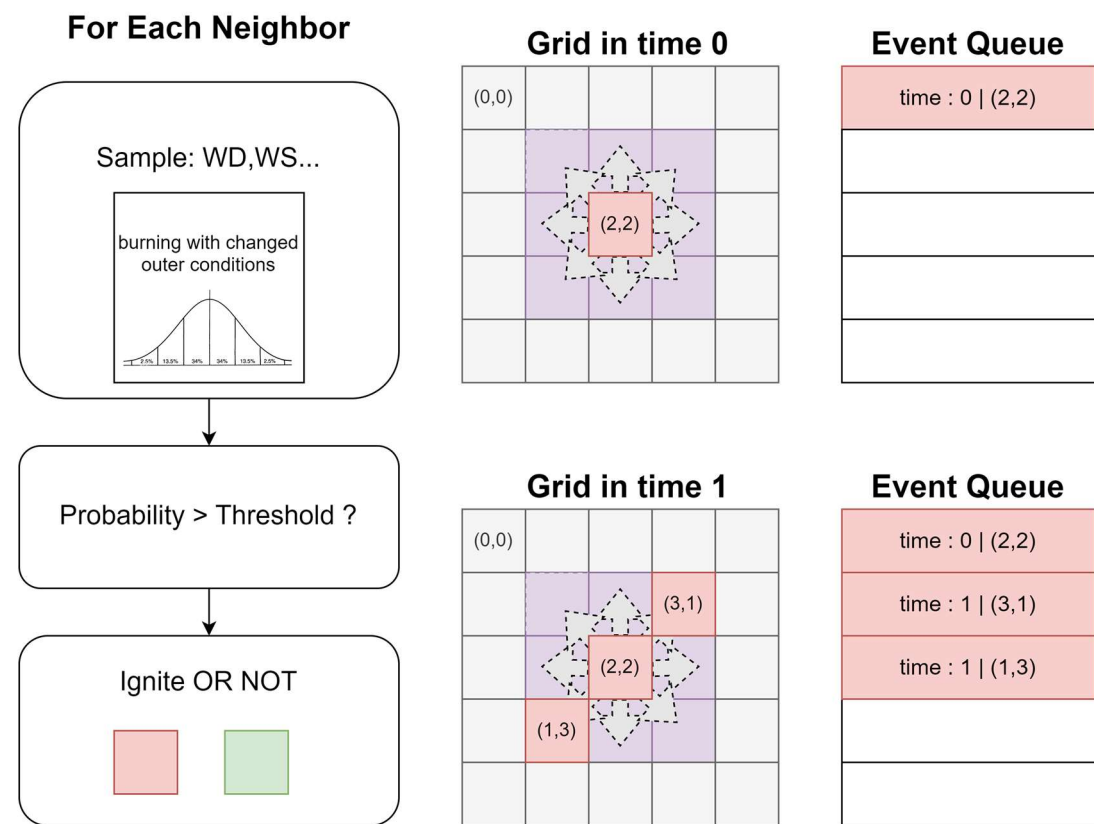 For Each Neighbor
Sample: WD,WS...
burning with changed
outer conditions
2.5% 13.5% 34% 34% 13.5% 2.5%
Probability > Threshold ?
Ignite OR NOT
Grid in time 0
(0,0)
(2,2)
Event Queue
time : 0 | (2,2)
Grid in time 1
(0,0)
(3,1)
(2,2)
(1,3)
Event Queue
time : 0 | (2,2)
time : 1 | (3,1)
time : 1 | (1,3)